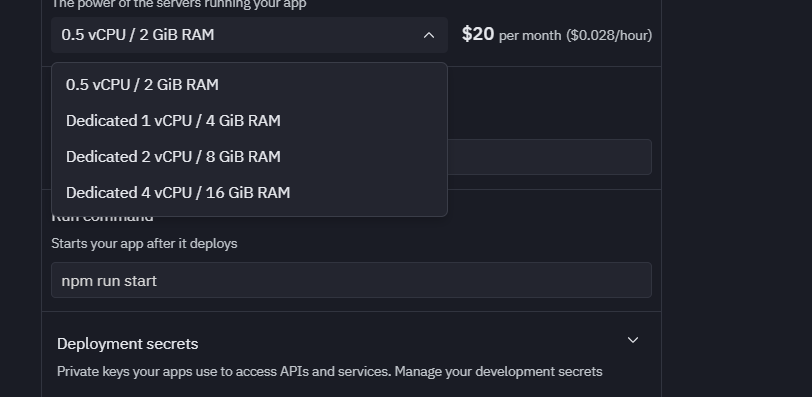 The power of the servers running your app
0.5 vCPU / 2 GiB RAM
$20 per month ($0.028/hour)
0.5 vCPU / 2 GiB RAM
Dedicated 1 vCPU / 4 GiB RAM
Dedicated 2 vCPU / 8 GiB RAM
Dedicated 4 vCPU / 16 GiB RAM
Run command
Starts your app after it deploys
npm run start
Deployment secrets
Private keys your apps use to access APIs and services. Manage your development secrets